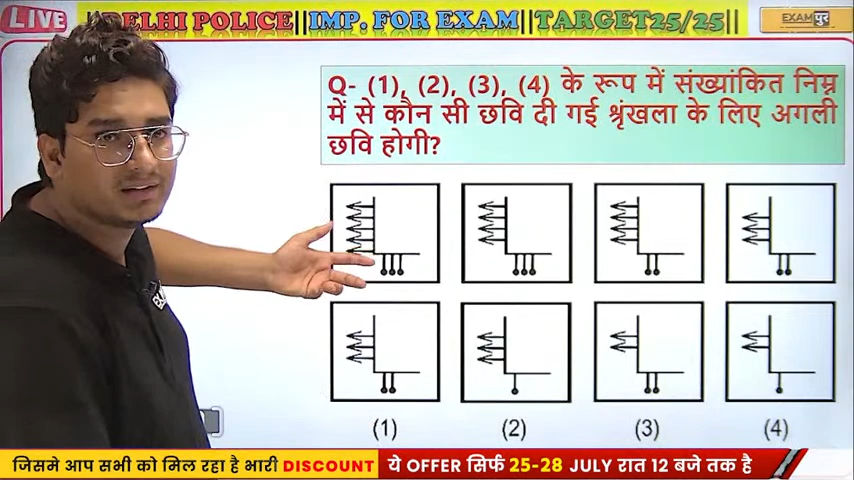 LIVE
DELHI POLICE||IMP. FOR EXAM||TARGET25/25||
EXAM पुर
Q- (1), (2), (3), (4) के रूप में संख्यांकित निम्न
में से कौन सी छवि दी गई श्रृंखला के लिए अगली
छवि होगी?
(1) (2) (3) (4)
जिसमे आप सभी को मिल रहा है भारी DISCOUNT ये OFFER सिर्फ 25-28 JULY रात 12 बजे तक है